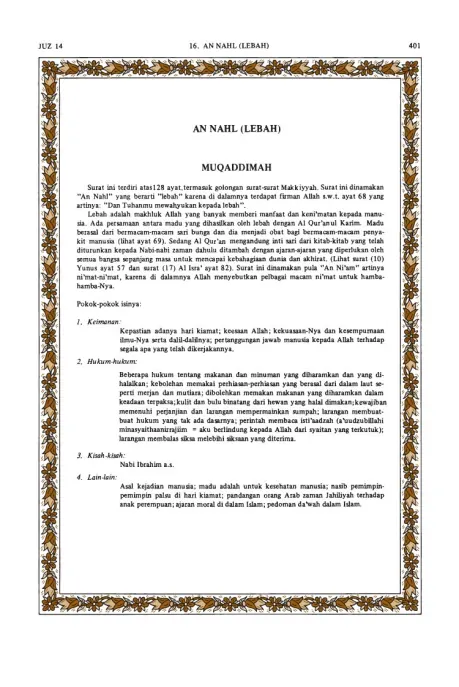 JUZ 14 16. AN NAHL (LEBAH) 401
AN NAHL (LEBAH)
MUQADDIMAH
Surat ini terdiri atas128 ayat,termasuk golongan surat-surat Makkiyyah. Surat ini dinamakan
"An Nahl" yang berarti "lebah" karena di dalamnya terdapat firman Allah s.w.t. ayat 68 yang
artinya: "Dan Tuhanmu mewahyukan kepada lebah".
Lebah adalah makhluk Allah yang banyak memberi manfaat dan keni'matan kepada manu-
sia. Ada persamaan antara madu yang dihasilkan oleh lebah dengan Al Qur'anul Karim. Madu
berasal dari bermacam-macam sari bunga dan dia menjadi obat bagi bermacam-macam penya-
kit manusia (lihat ayat 69). Sedang Al Qur'an mengandung inti sari dari kitab-kitab yang telah
diturunkan kepada Nabi-nabi zaman dahulu ditambah dengan ajaran-ajaran yang diperlukan oleh
semua bangsa sepanjang masa untuk mencapai kebahagiaan dunia dan akhirat. (Lihat surat (10)
Yunus ayat 57 dan surat (17) Al Isra' ayat 82). Surat ini dinamakan pula "An Ni'am" artinya
ni'mat-ni'mat, karena di dalamnya Allah menyebutkan pelbagai macam ni'mat untuk hamba-
hamba-Nya.
Pokok-pokok isinya:
1. Keimanan:
Kepastian adanya hari kiamat; keesaan Allah; kekuasaan-Nya dan kesempurnaan
ilmu-Nya serta dalil-dalilnya; pertanggungan jawab manusia kepada Allah terhadap
segala apa yang telah dikerjakannya.
2. Hukum-hukum:
Beberapa hukum tentang makanan dan minuman yang diharamkan dan yang di-
halalkan; kebolehan memakai perhiasan-perhiasan yang berasal dari dalam laut se-
perti merjan dan mutiara; dibolehkan memakan makanan yang diharamkan dalam
keadaan terpaksa;kulit dan bulu binatang dari hewan yang halal dimakan;kewajiban
memenuhi perjanjian dan larangan mempermainkan sumpah; larangan membuat-
buat hukum yang tak ada dasarnya; perintah membaca isti'aadzah (a'uudzubillahi
minasyaithaanirrajiim = aku berlindung kepada Allah dari syaitan yang terkutuk);
larangan membalas siksa melebihi siksaan yang diterima.
3. Kisah-kisah:
Nabi Ibrahim a.s.
4. Lain-lain:
Asal kejadian manusia; madu adalah untuk kesehatan manusia; nasib pemimpin-
pemimpin palsu di hari kiamat; pandangan orang Arab zaman Jahiliyah terhadap
anak perempuan; ajaran moral di dalam Islam; pedoman da'wah dalam Islam.